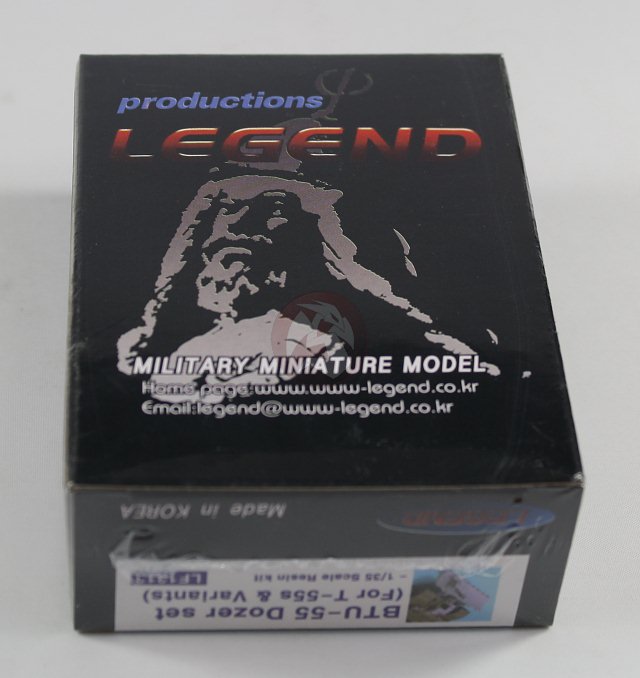 productions
LEGEND
MILITARY MINIATURE MODEL
Home page:www.www-legend.co.kr
Email:legend@www-legend.co.kr
Made in KOREA
BTU-55 Dozer set
(For T-55s & Variants)
- 1/35 Scale Resin kit